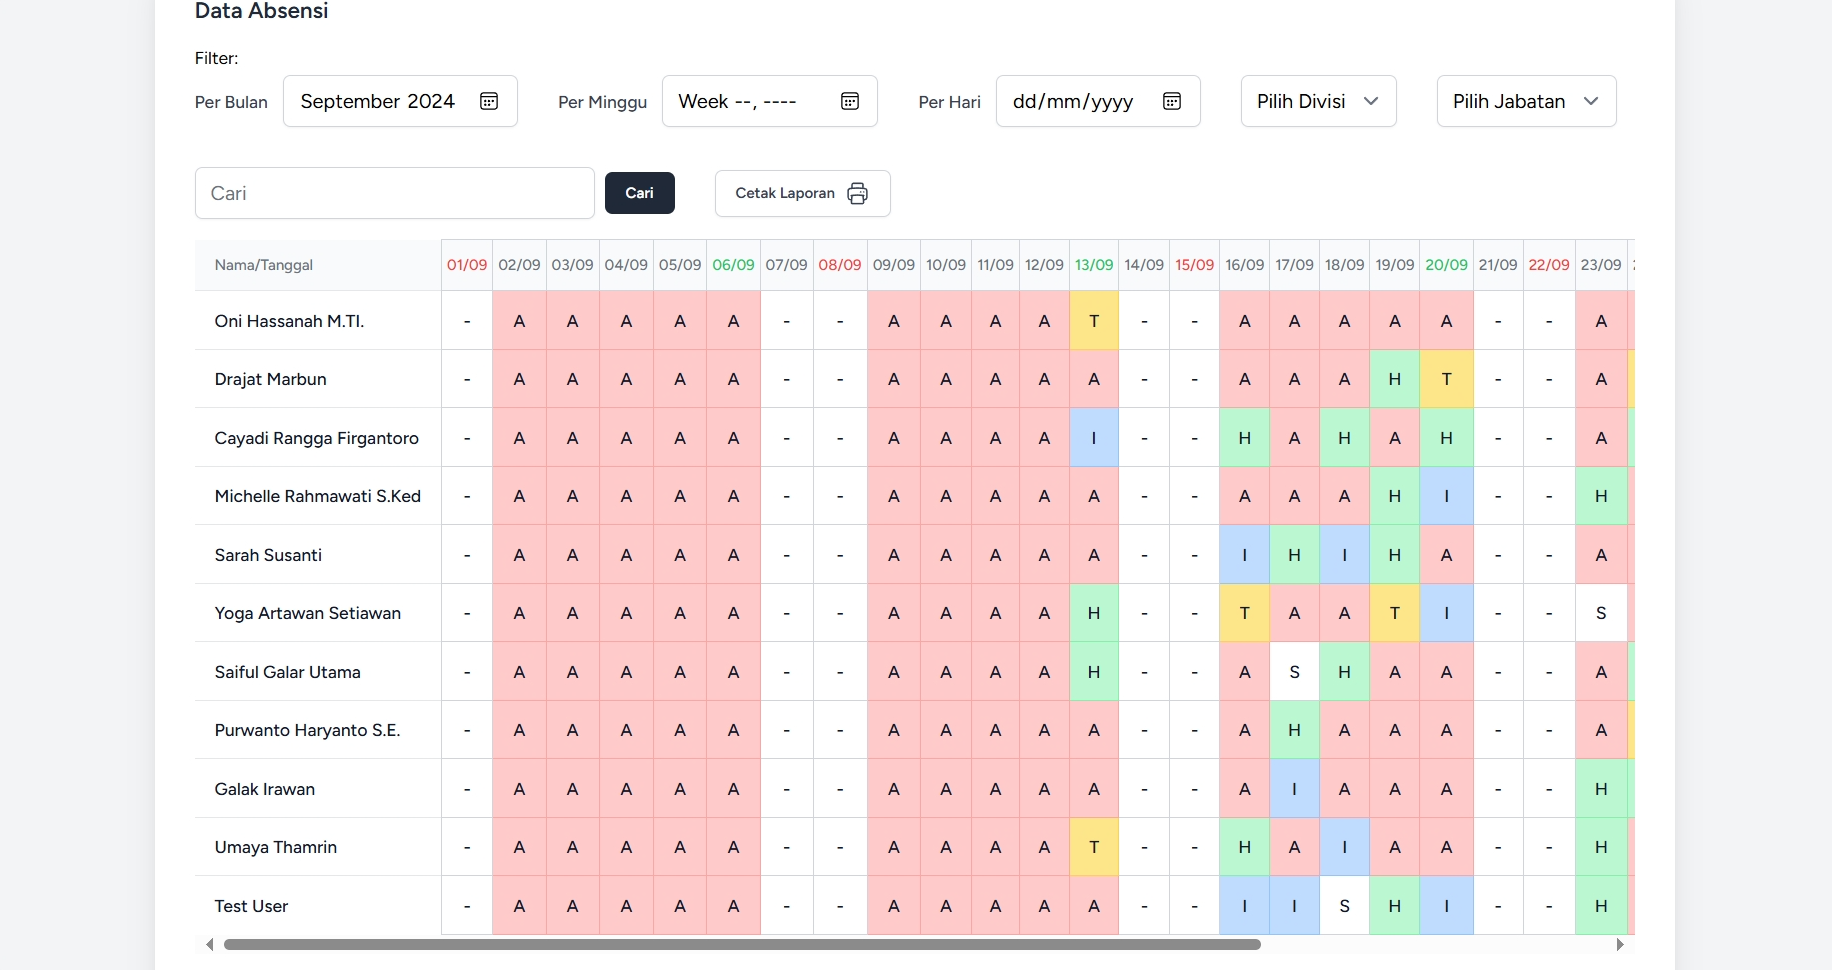 Data Absensi
Filter:
Per Bulan September 2024 Per Minggu Week --, ---- Per Hari dd/mm/yyyy Pilih Divisi Pilih Jabatan
Cari Cari Cetak Laporan
Nama/Tanggal 01/09 02/09 03/09 04/09 05/09 06/09 07/09 08/09 09/09 10/09 11/09 12/09 13/09 14/09 15/09 16/09 17/09 18/09 19/09 20/09 21/09 22/09 23/09
Oni Hassanah M.TI. - A A A A A - - A A A A T - - A A A A A - - A
Drajat Marbun - A A A A A - - A A A A A - - A A A H T - - A
Cayadi Rangga Firgantoro - A A A A A - - A A A A I - - H A H A H - - A
Michelle Rahmawati S.Ked - A A A A A - - A A A A A - - A A A H I - - H
Sarah Susanti - A A A A A - - A A A A A - - I H I H A - - A
Yoga Artawan Setiawan - A A A A A - - A A A A H - - T A A T I - - S
Saiful Galar Utama - A A A A A - - A A A A H - - A S H A A - - A
Purwanto Haryanto S.E. - A A A A A - - A A A A A - - A H A A A - - A
Galak Irawan - A A A A A - - A A A A A - - A I A A A - - H
Umaya Thamrin - A A A A A - - A A A A T - - H A I A A - - H
Test User - A A A A A - - A A A A A - - I I S H I - - H